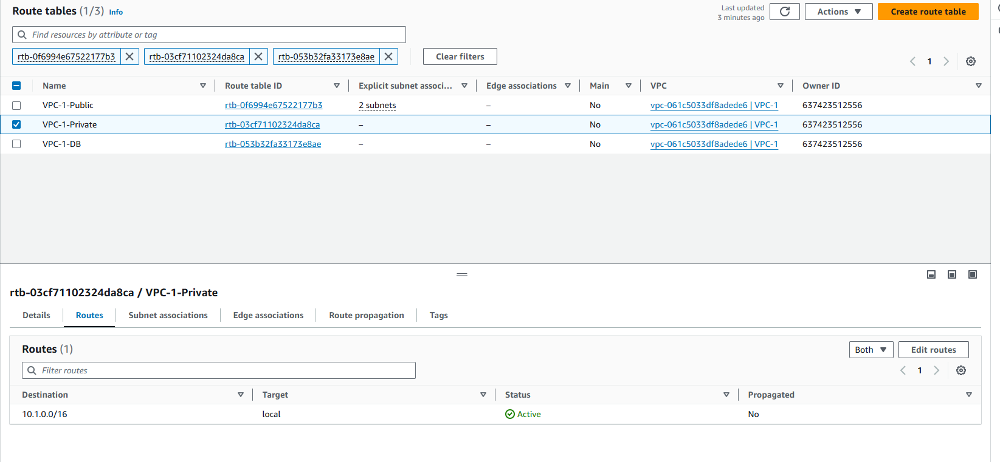 Route tables (1/3) Info
Last updated
3 minutes ago
Actions
Create route table
Find resources by attribute or tag
rtb-0f6994e67522177b3
rtb-03cf71102324da8ca
rtb-053b32fa33173e8ae
Clear filters
1
Name Route table ID Explicit subnet associ... Edge associations Main VPC Owner ID
VPC-1-Public rtb-0f6994e67522177b3 2 subnets – No vpc-061c5033df8adede6 | VPC-1 637423512556
VPC-1-Private rtb-03cf71102324da8ca – – No vpc-061c5033df8adede6 | VPC-1 637423512556
VPC-1-DB rtb-053b32fa33173e8ae – – No vpc-061c5033df8adede6 | VPC-1 637423512556
rtb-03cf71102324da8ca / VPC-1-Private
Details Routes Subnet associations Edge associations Route propagation Tags
Routes (1)
Both
Edit routes
Filter routes
1
Destination Target Status Propagated
10.1.0.0/16 local Active No